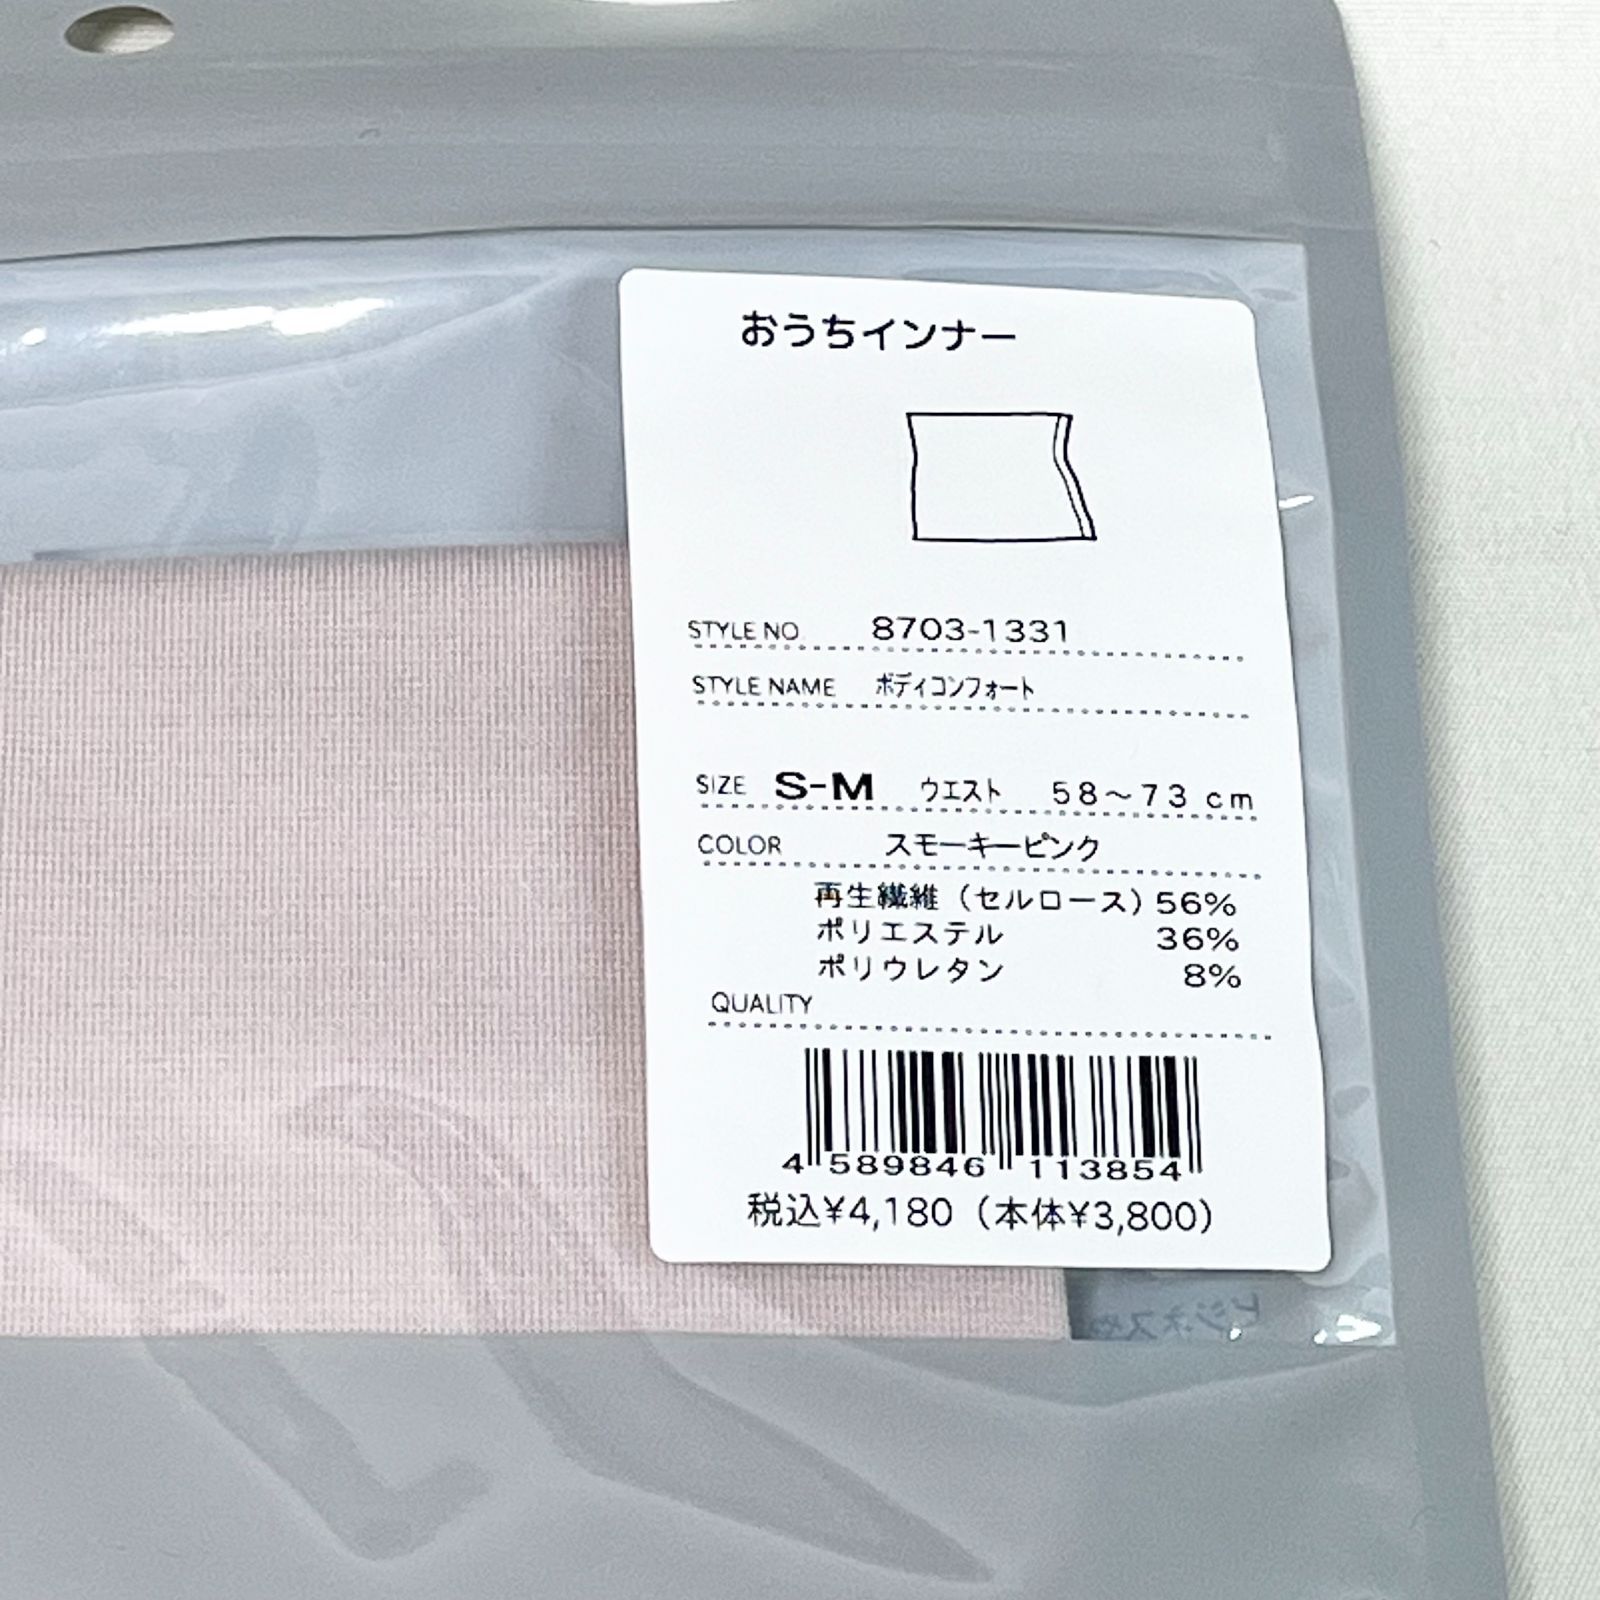 おうちインナー
STYLE NO. 8703-1331
STYLE NAME ボディコンフォート
SIZE S-M ウエスト 58〜73 cm
COLOR スモーキーピンク
再生繊維（セルロース）56%
ポリエステル 36%
ポリウレタン 8%
QUALITY
4 589846 113854
税込¥4,180（本体¥3,800）